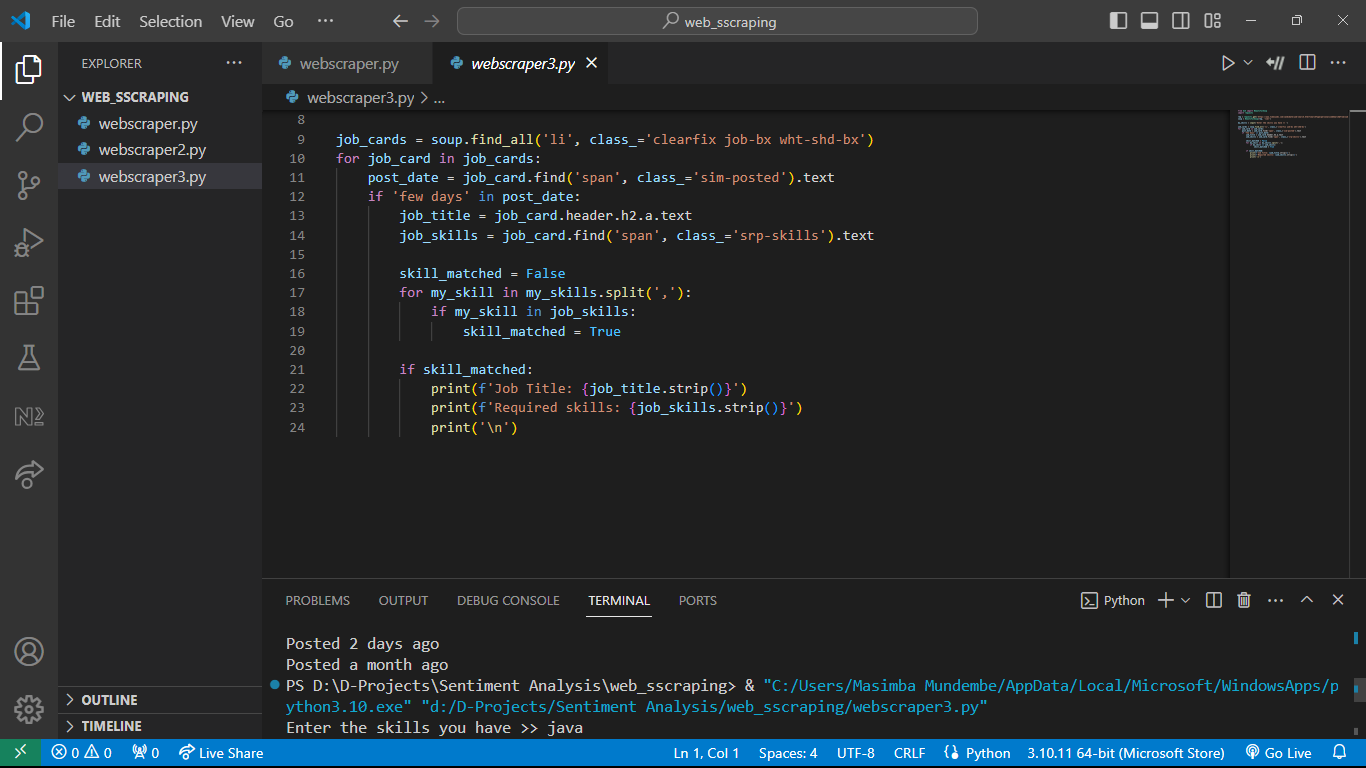 File Edit Selection View Go ··· web_sscraping
EXPLORER ···
WEB_SSCRAPING
webscraper.py
webscraper2.py
webscraper3.py
OUTLINE
TIMELINE
webscraper.py webscraper3.py
webscraper3.py > ...
8
9 job_cards = soup.find_all('li', class_='clearfix job-bx wht-shd-bx')
10 for job_card in job_cards:
11     post_date = job_card.find('span', class_='sim-posted').text
12     if 'few days' in post_date:
13         job_title = job_card.header.h2.a.text
14         job_skills = job_card.find('span', class_='srp-skills').text
15
16         skill_matched = False
17         for my_skill in my_skills.split(','):
18             if my_skill in job_skills:
19                 skill_matched = True
20
21         if skill_matched:
22             print(f'Job Title: {job_title.strip()}')
23             print(f'Required skills: {job_skills.strip()}')
24             print('\n')
PROBLEMS OUTPUT DEBUG CONSOLE TERMINAL PORTS Python
Posted 2 days ago
Posted a month ago
PS D:\D-Projects\Sentiment Analysis\web_sscraping> & "C:/Users/Masimba Mundembe/AppData/Local/Microsoft/WindowsApps/p
ython3.10.exe" "d:/D-Projects/Sentiment Analysis/web_sscraping/webscraper3.py"
Enter the skills you have >> java
0 0 0 Live Share Ln 1, Col 1 Spaces: 4 UTF-8 CRLF Python 3.10.11 64-bit (Microsoft Store) Go Live